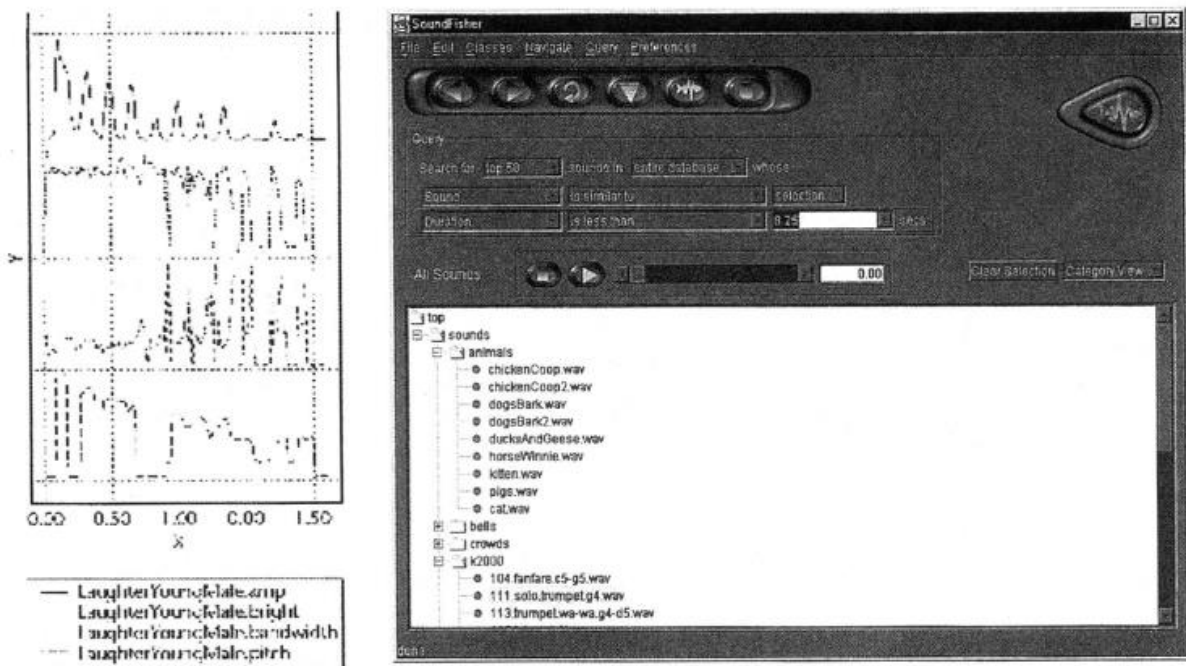 Y
0.00 0.50 1.00 0.00 1.50
X
LaughterYoungMale.amp
LaughterYoungMale.bright
LaughterYoungMale.bandwidth
LaughterYoungMale.pitch
SoundFisher
File Edit Classes Navigate Query Preferences
Query
Search for top 50 sounds in entire database whose
Sound is similar to selection
Duration is less than 8.25 secs
All Sounds 0.00 Clear Selection Category View
top
sounds
animals
chickenCoop.wav
chickenCoop2.wav
dogsBark.wav
dogsBark2.wav
ducksAndGeese.wav
horseWinnie.wav
kitten.wav
pigs.wav
cat.wav
bells
crowds
k2000
104.fanfare.c5-g5.wav
111.solo.trumpet.g4.wav
113.trumpet.wa-wa.g4-d5.wav
done